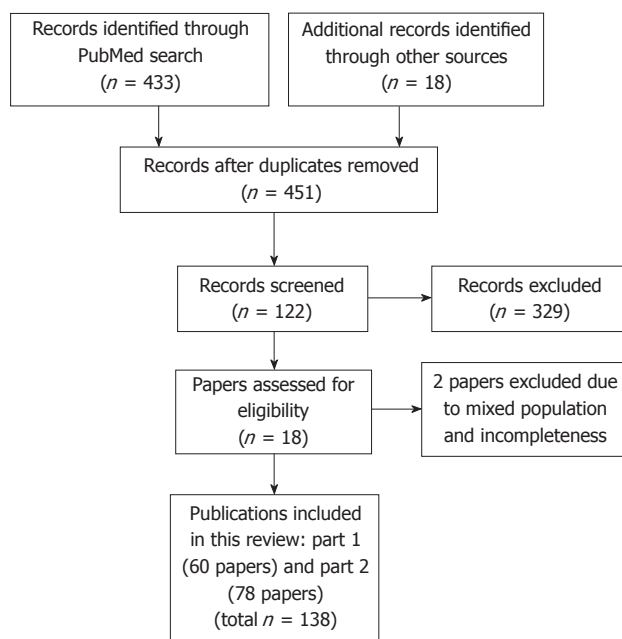 Records identified through
PubMed search
(n = 433)
Additional records identified
through other sources
(n = 18)
Records after duplicates removed
(n = 451)
Records screened
(n = 122)
Records excluded
(n = 329)
Papers assessed for
eligibility
(n = 18)
2 papers excluded due
to mixed population
and incompleteness
Publications included
in this review: part 1
(60 papers) and part 2
(78 papers)
(total n = 138)